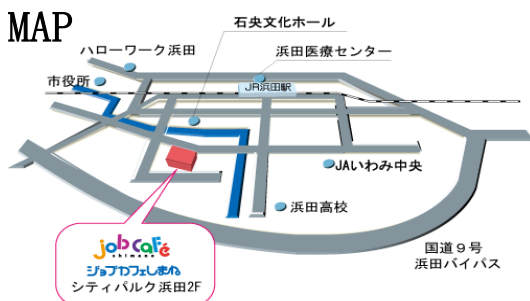 MAP
石央文化ホール
ハローワーク浜田
浜田医療センター
市役所
JR浜田駅
JAいわみ中央
浜田高校
job cafe
shimane
ジョブカフェしまね
シティパルク浜田2F
国道９号
浜田バイパス